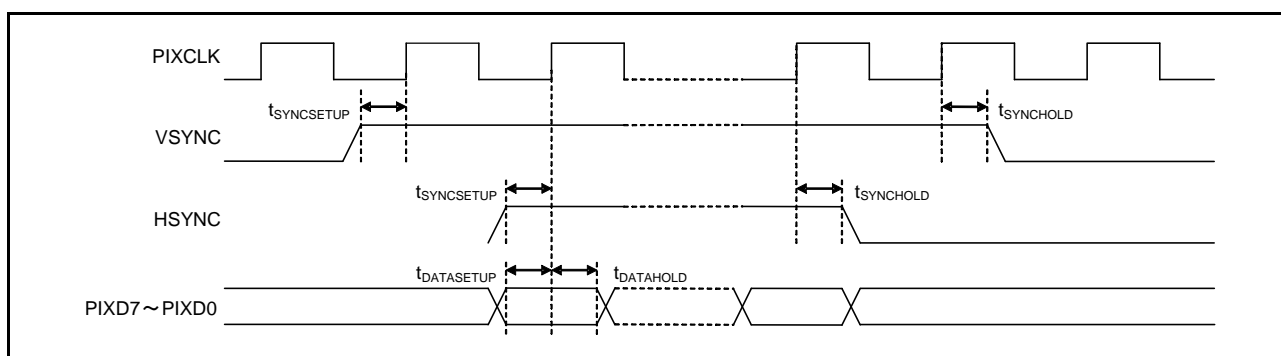 PIXCLK
tSYNCSETUP
tSYNCHOLD
VSYNC
tSYNCSETUP
tSYNCHOLD
HSYNC
tDATASETUP
tDATAHOLD
PIXD7～PIXD0